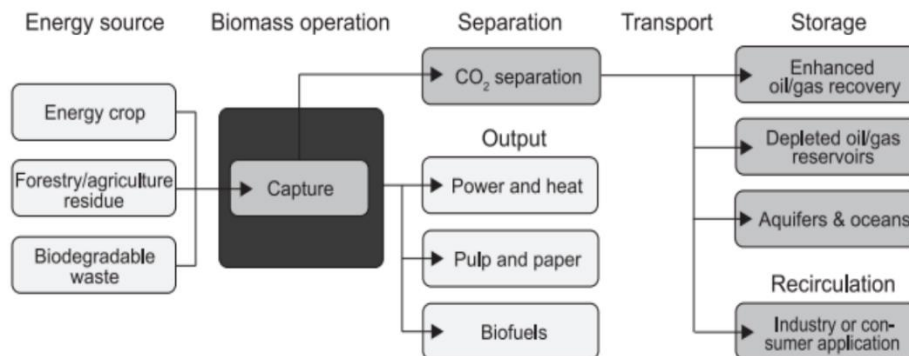 Energy source
Biomass operation
Separation
Transport
Storage
Energy crop
Forestry/agriculture
residue
Biodegradable
waste
Capture
CO₂ separation
Output
Power and heat
Pulp and paper
Biofuels
Enhanced
oil/gas recovery
Depleted oil/gas
reservoirs
Aquifers & oceans
Recirculation
Industry or con-
sumer application